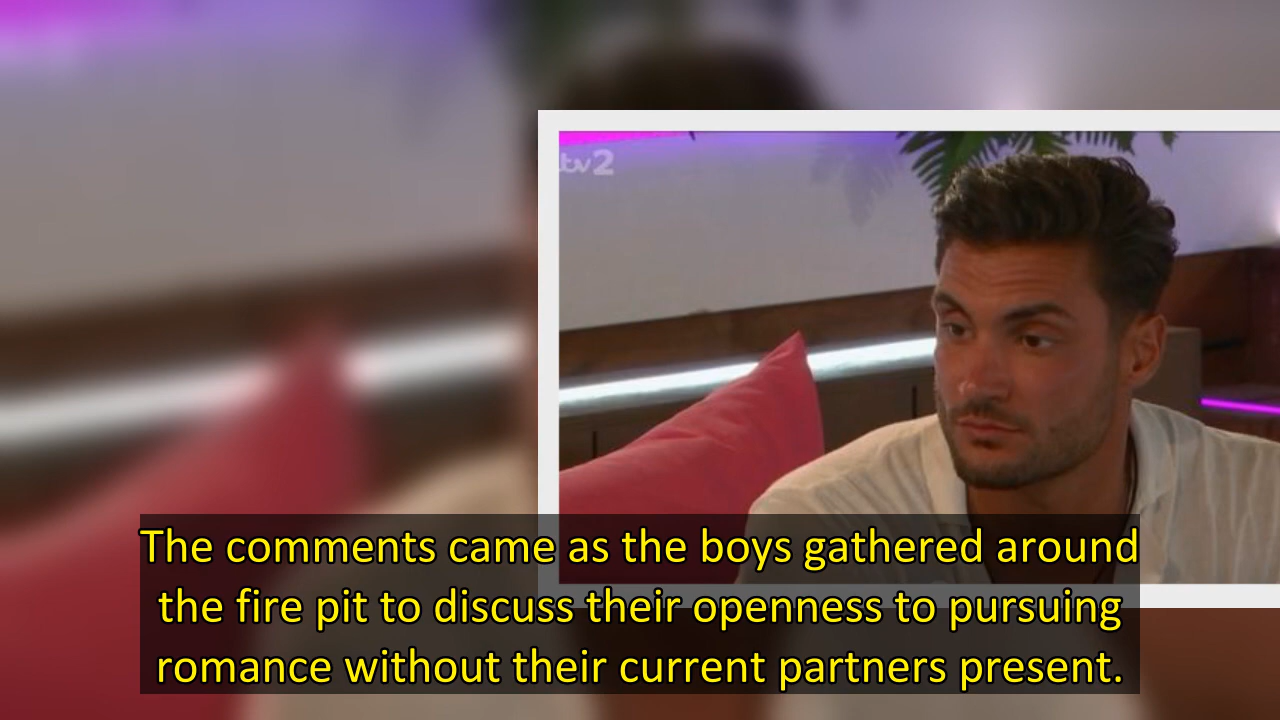 itv2
The comments came as the boys gathered around
the fire pit to discuss their openness to pursuing
romance without their current partners present.